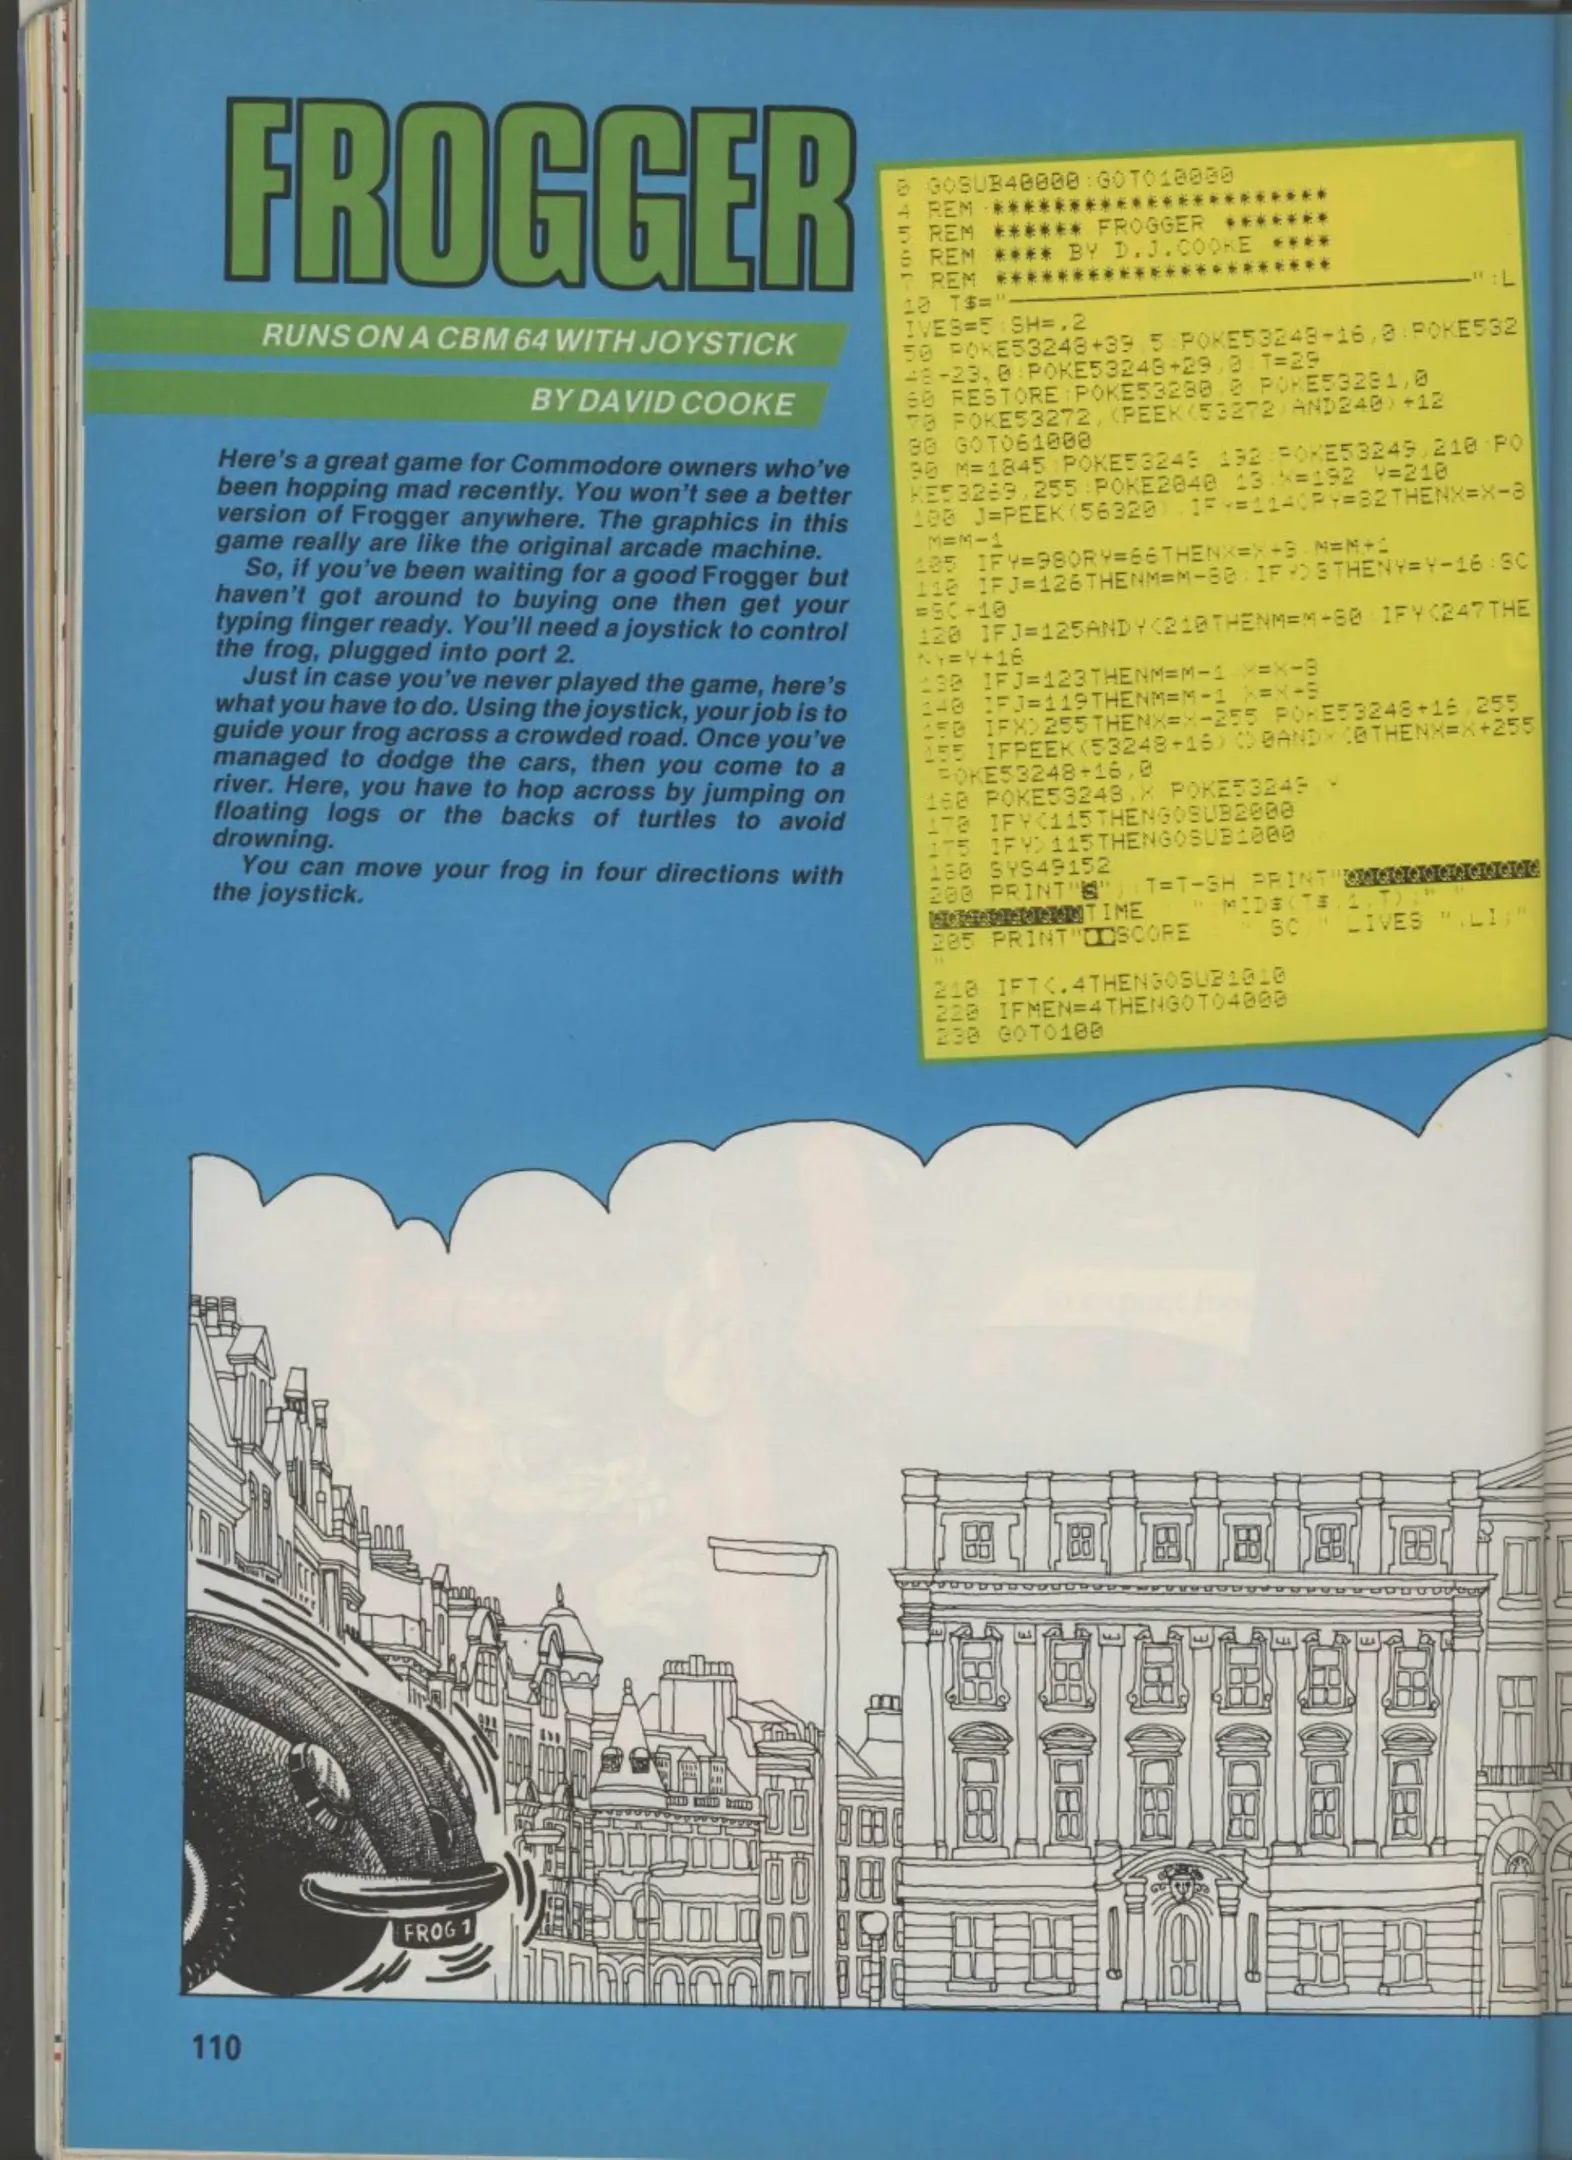 FROGGER
RUNS ON A CBM 64 WITH JOYSTICK
BY DAVID COOKE
Here's a great game for Commodore owners who've
been hopping mad recently. You won't see a better
version of Frogger anywhere. The graphics in this
game really are like the original arcade machine.
So, if you've been waiting for a good Frogger but
haven't got around to buying one then get your
typing finger ready. You'll need a joystick to control
the frog, plugged into port 2.
Just in case you've never played the game, here's
what you have to do. Using the joystick, your job is to
guide your frog across a crowded road. Once you've
managed to dodge the cars, then you come to a
river. Here, you have to hop across by jumping on
floating logs or the backs of turtles to avoid
drowning.
You can move your frog in four directions with
the joystick.
0 GOSUB40000:GOTO10000
4 REM **********************
5 REM ****** FROGGER *******
6 REM **** BY D.J.COOKE ****
7 REM **********************
10 T$="――――――――――――――――――――――――――――――":L
IVES=5:SH=.2
50 POKE53248+39,5:POKE53248+16,0:POKE532
48+23,0:POKE53248+29,0:T=29
60 RESTORE:POKE53280,0:POKE53281,0
70 POKE53272,(PEEK(53272)AND240)+12
80 GOTO61000
90 M=1845:POKE53248,192:POKE53249,210:PO
KE53269,255:POKE2040,13:X=192:Y=210
100 J=PEEK(56320):IFY=114ORY=82THENX=X-8
:M=M-1
105 IFY=98ORY=66THENX=X+8:M=M+1
110 IFJ=126THENM=M-80:IFY>8THENY=Y-16:SC
=SC+10
120 IFJ=125ANDY<210THENM=M+80:IFY<247THE
NY=Y+16
130 IFJ=123THENM=M-1:X=X-8
140 IFJ=119THENM=M-1:X=X+8
150 IFX>255THENX=X-255:POKE53248+16,255
155 IFPEEK(53248+16)<>0ANDX<0THENX=X+255
:POKE53248+16,0
160 POKE53248,X:POKE53249,Y
170 IFY<115THENGOSUB2000
175 IFY>115THENGOSUB1000
180 SYS49152
200 PRINT"S";:T=T-SH:PRINT"QQQQQQQQQQQQQ
QQQQQQQQQQTIME " MID$(T$,1,T);" "
205 PRINT"SCORE " SC;" LIVES ";LI;"
"
210 IFT<.4THENGOSUB1010
220 IFMEN=4THENGOTO4000
230 GOTO100
FROG 1
110